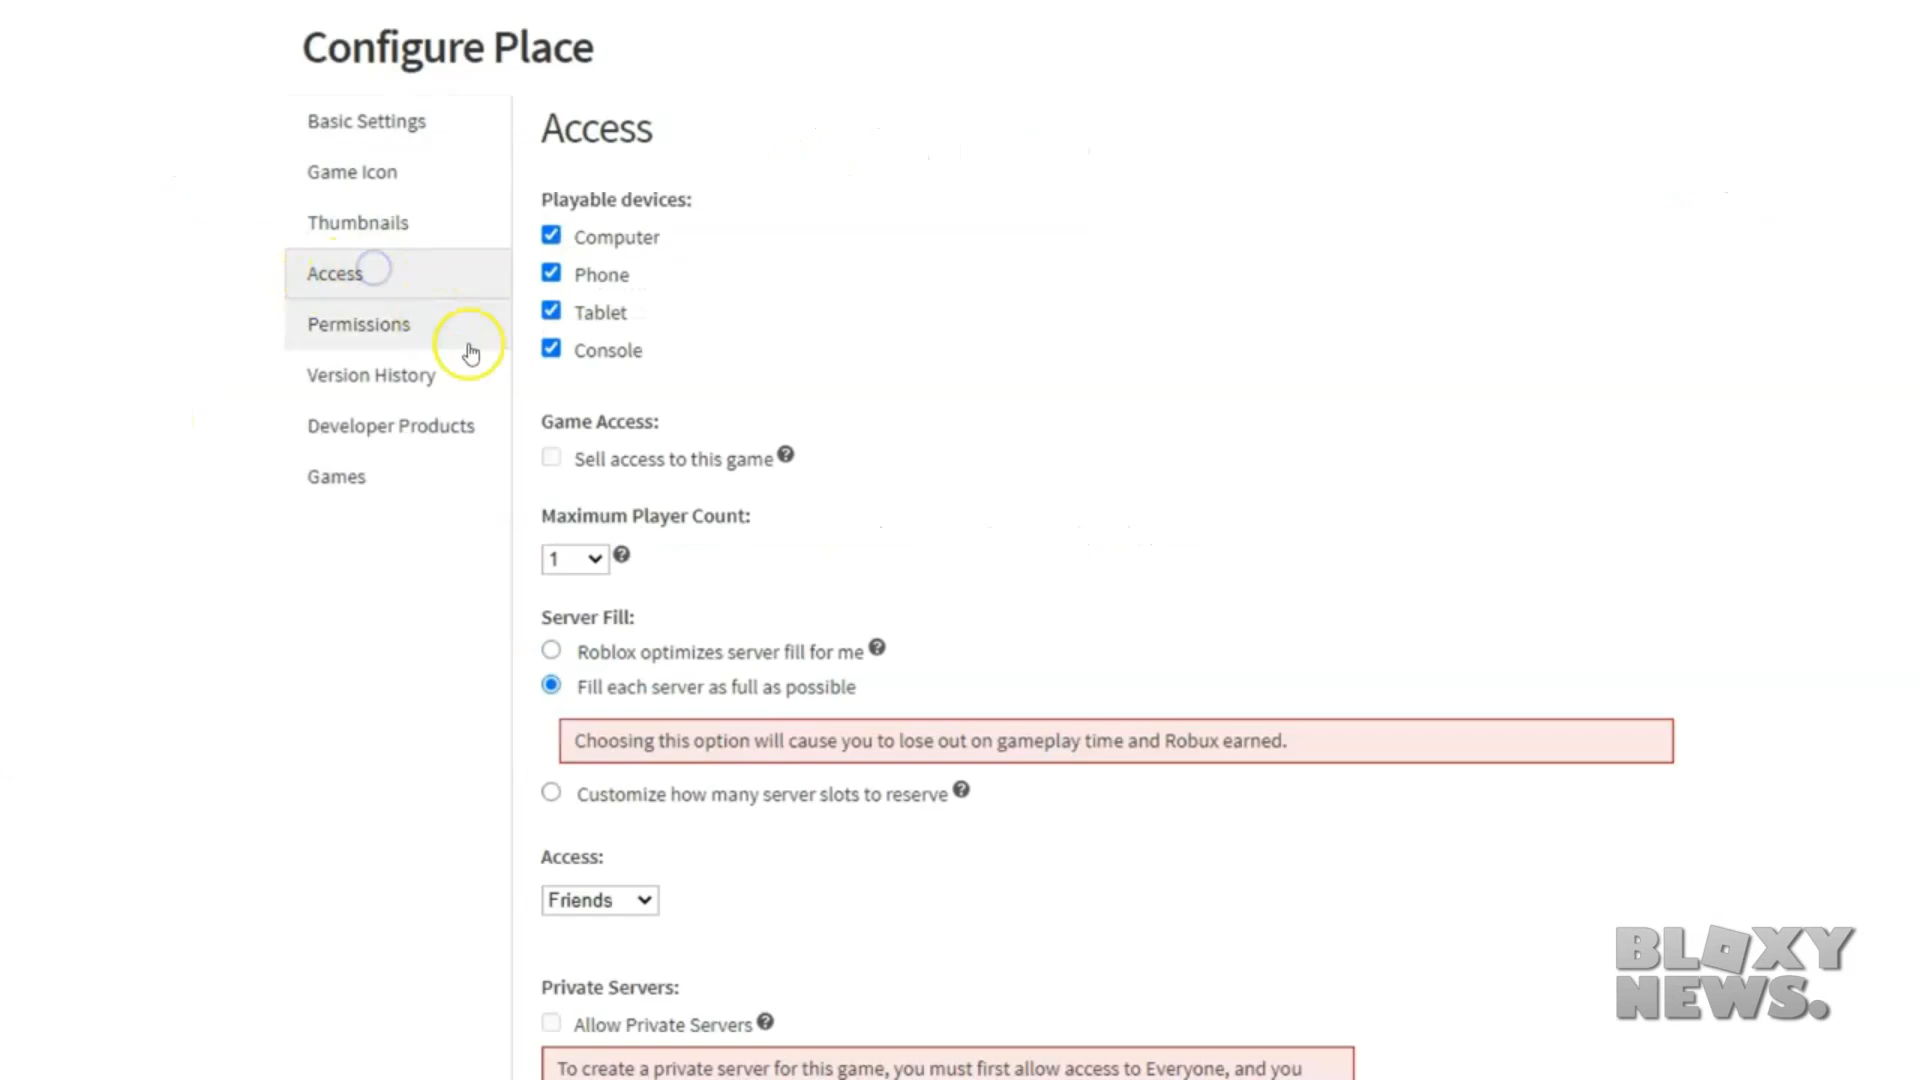 Configure Place
Basic Settings
Game Icon
Thumbnails
Access
Permissions
Version History
Developer Products
Games
Access
Playable devices:
Computer
Phone
Tablet
Console
Game Access:
Sell access to this game
Maximum Player Count:
1
Server Fill:
Roblox optimizes server fill for me
Fill each server as full as possible
Choosing this option will cause you to lose out on gameplay time and Robux earned.
Customize how many server slots to reserve
Access:
Friends
Private Servers:
Allow Private Servers
To create a private server for this game, you must first allow access to Everyone, and you
BLOXY
NEWS.